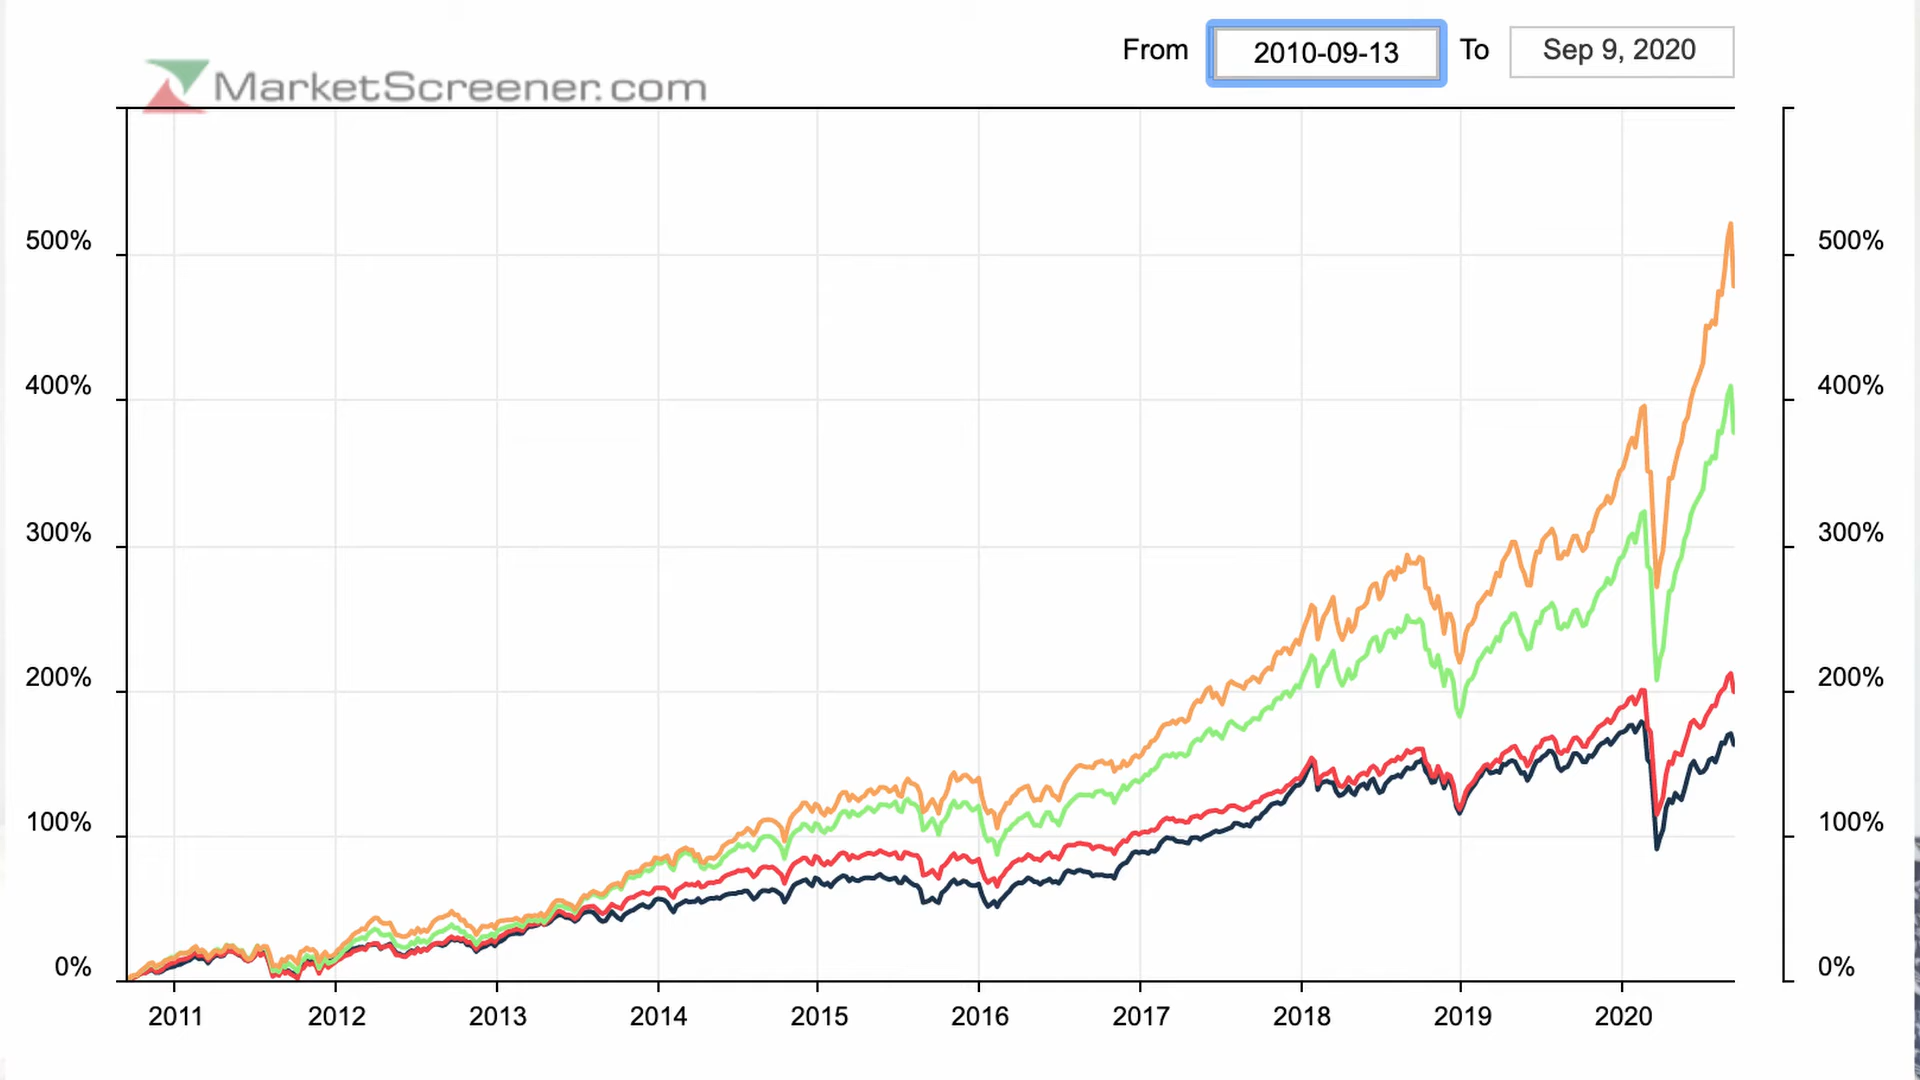 From 2010-09-13 To Sep 9, 2020
MarketScreener.com
500% 500%
400% 400%
300% 300%
200% 200%
100% 100%
0% 0%
2011 2012 2013 2014 2015 2016 2017 2018 2019 2020